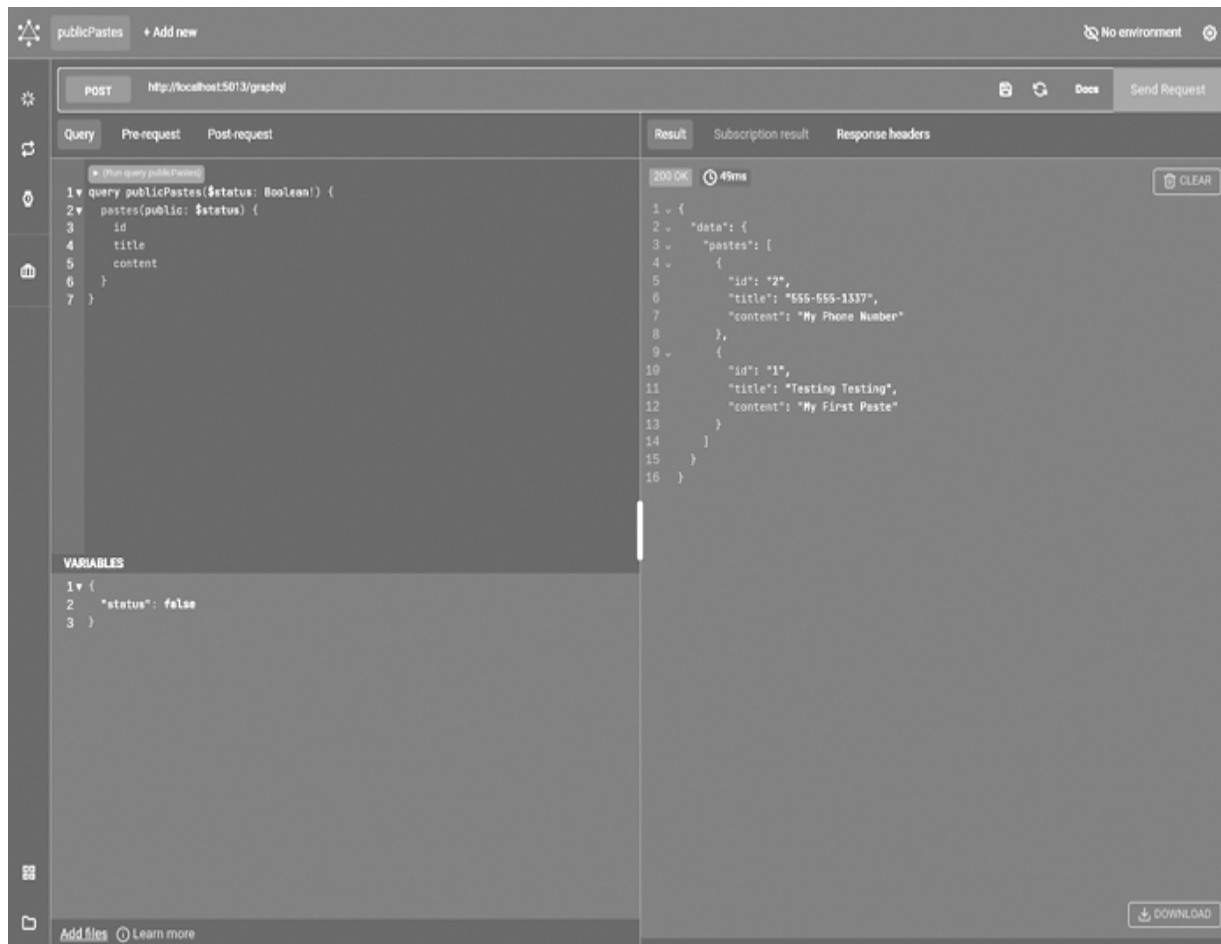 publicPastes + Add new No environment
POST http://localhost:5013/graphql Docs Send Request
Query Pre-request Post-request
Result Subscription result Response headers
▸ (Run query publicPastes)
1▾ query publicPastes($status: Boolean!) {
2▾ pastes(public: $status) {
3 id
4 title
5 content
6 }
7 }
VARIABLES
1▾ {
2 "status": false
3 }
Add files Learn more
200 OK 49ms CLEAR
1 {
2 "data": {
3 "pastes": [
4 {
5 "id": "2",
6 "title": "555-555-1337",
7 "content": "My Phone Number"
8 },
9 {
10 "id": "1",
11 "title": "Testing Testing",
12 "content": "My First Paste"
13 }
14 ]
15 }
16 }
DOWNLOAD